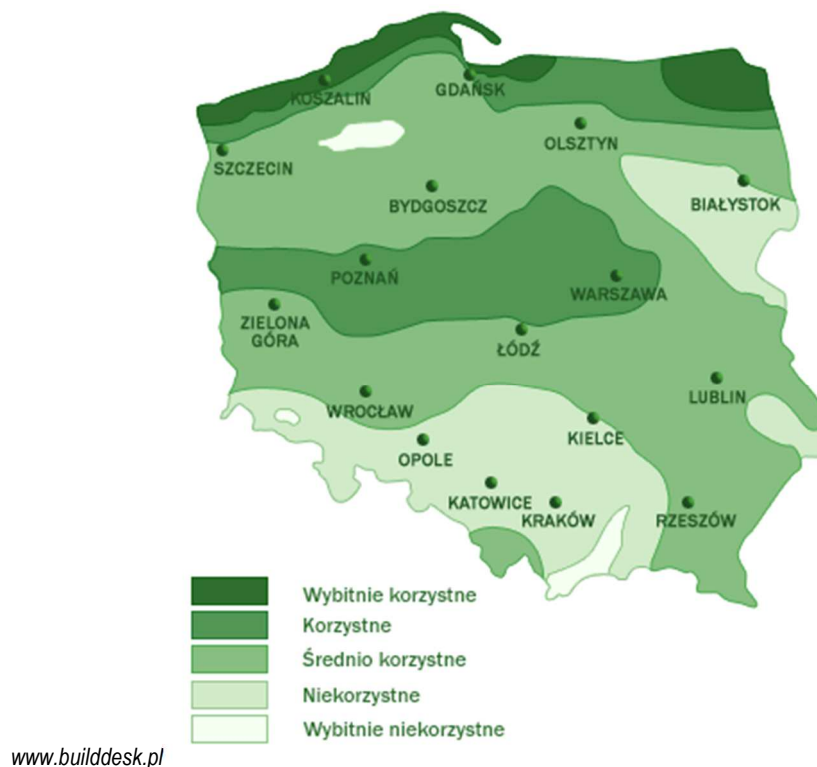 KOSZALIN
GDAŃSK
OLSZTYN
SZCZECIN
BYDGOSZCZ
BIAŁYSTOK
POZNAŃ
WARSZAWA
ZIELONA
GÓRA
ŁÓDŹ
LUBLIN
WROCŁAW
KIELCE
OPOLE
KATOWICE
KRAKÓW
RZESZÓW
Wybitnie korzystne
Korzystne
Średnio korzystne
Niekorzystne
Wybitnie niekorzystne
www.builddesk.pl